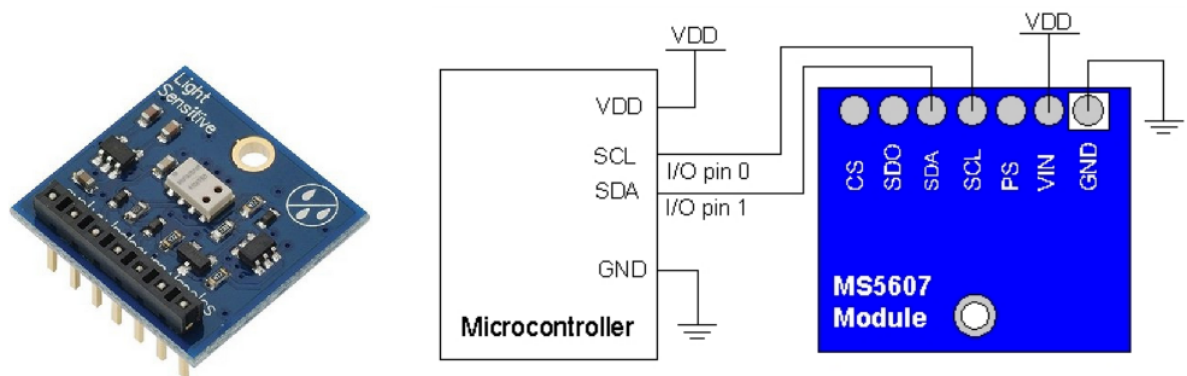 Light
Sensitive
VDD
VDD
VDD
SCL
I/O pin 0
SDA
I/O pin 1
GND
Microcontroller
CS
SDO
SDA
SCL
PS
VIN
GND
MS5607
Module